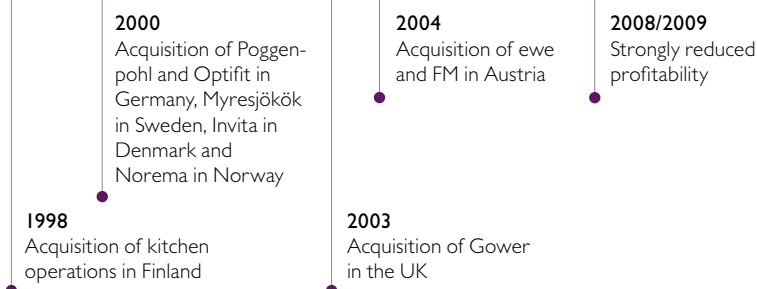 2000
Acquisition of Poggen-
pohl and Optifit in
Germany, Myresjökök
in Sweden, Invita in
Denmark and
Norema in Norway
2004
Acquisition of ewe
and FM in Austria
2008/2009
Strongly reduced
profitability
1998
Acquisition of kitchen
operations in Finland
2003
Acquisition of Gower
in the UK